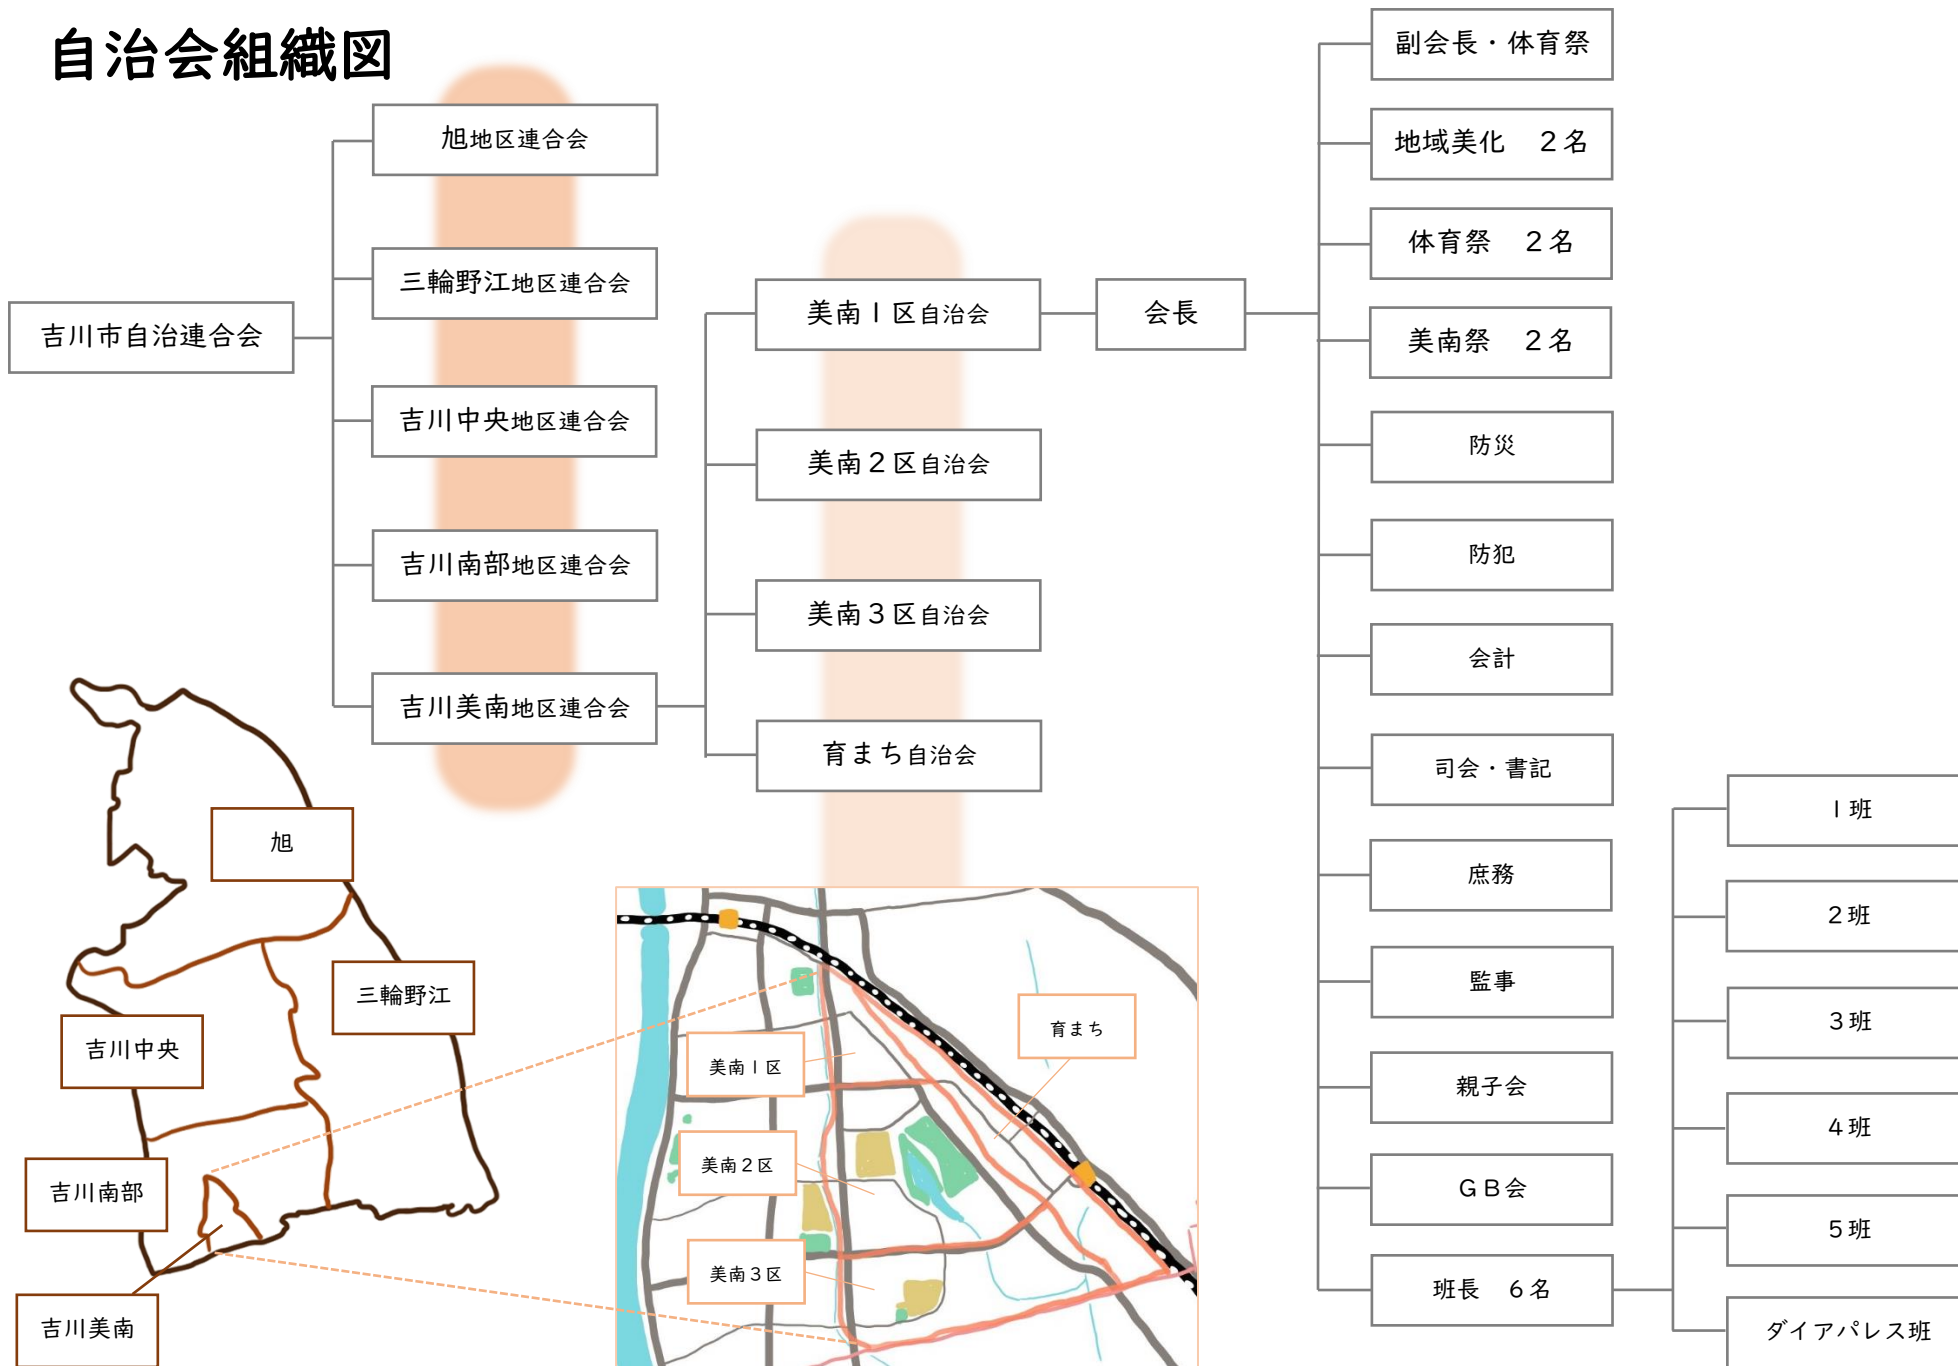 自治会組織図
吉川市自治連合会
旭地区連合会
三輪野江地区連合会
吉川中央地区連合会
吉川南部地区連合会
吉川美南地区連合会
美南1区自治会
美南2区自治会
美南3区自治会
育まち自治会
会長
副会長・体育祭
地域美化　2名
体育祭　2名
美南祭　2名
防災
防犯
会計
司会・書記
庶務
監事
親子会
GB会
班長　6名
1班
2班
3班
4班
5班
ダイアパレス班
旭
三輪野江
吉川中央
吉川南部
吉川美南
育まち
美南1区
美南2区
美南3区